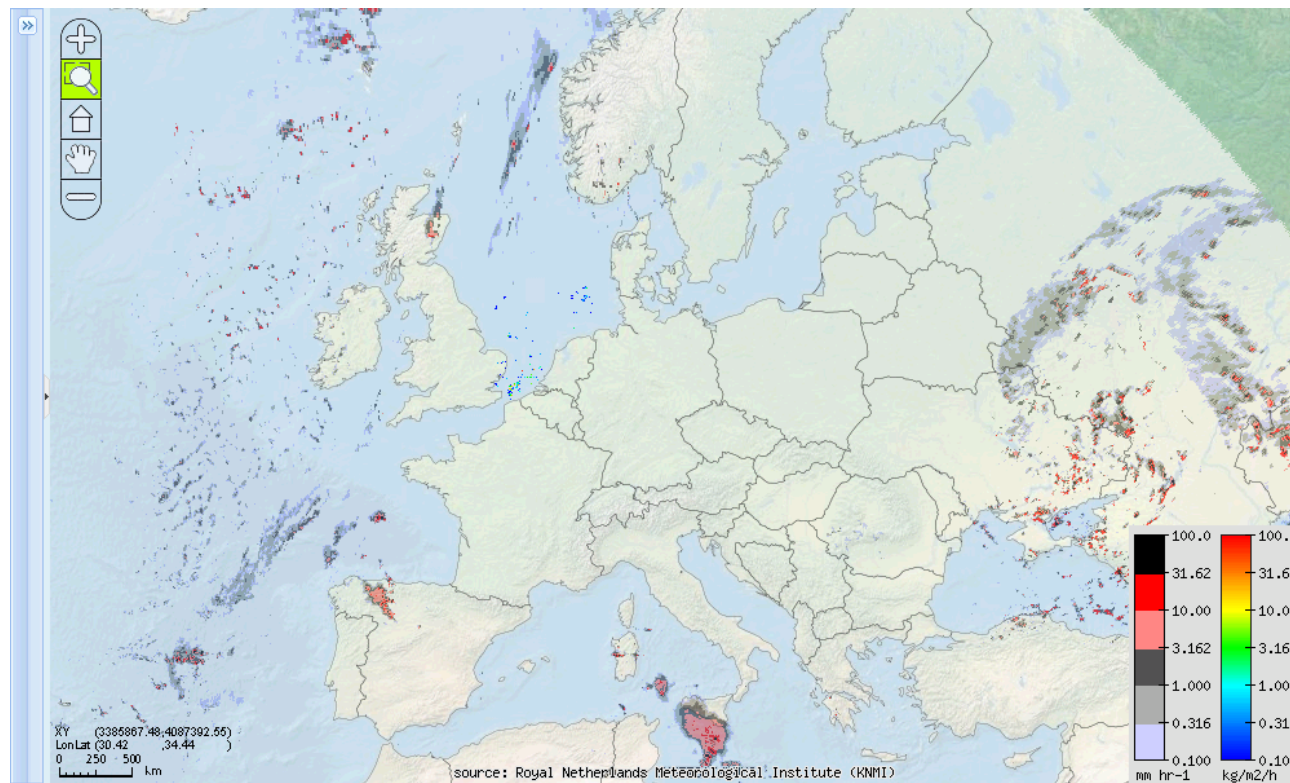 XY (3385867.48,4087392.55)
LonLat (30.42 ,34.44 )
0 250 500
km
source: Royal Netherlands Meteorological Institute (KNMI)
100.0
31.62
10.00
3.162
1.000
0.316
0.100
mm hr-1
100.
31.6
10.0
3.16
1.00
0.31
0.10
kg/m2/h